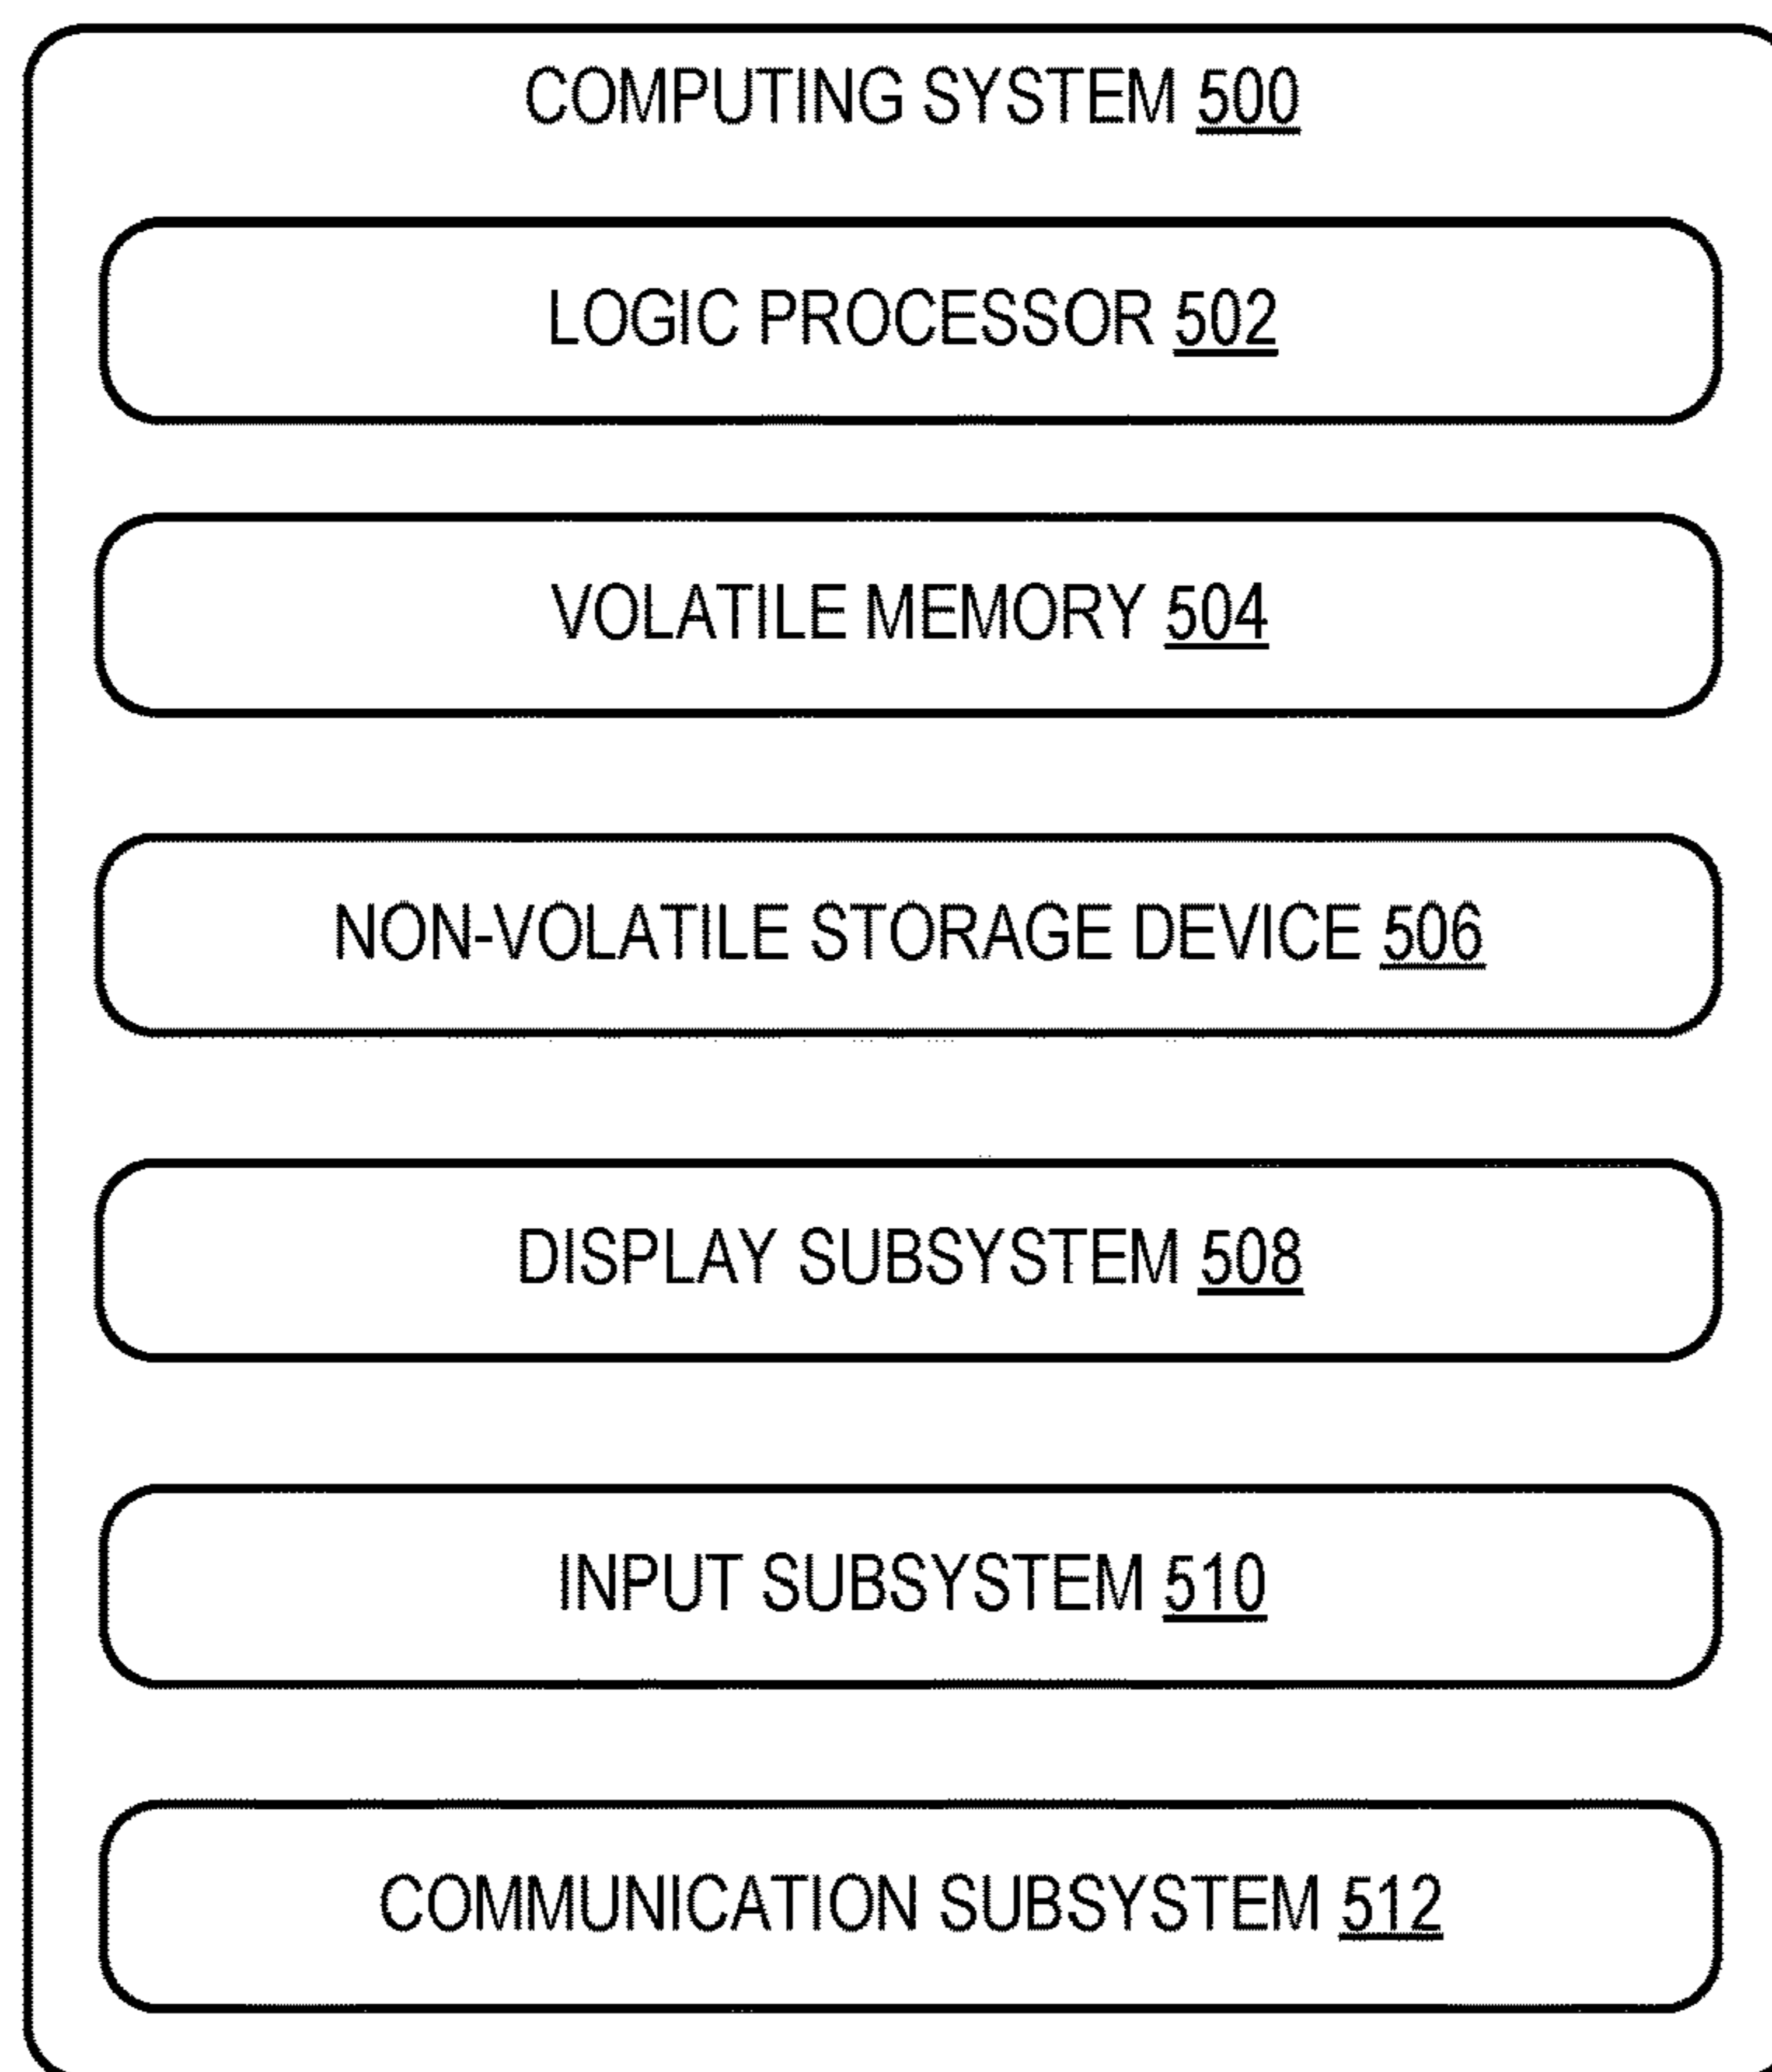 COMPUTING SYSTEM 500
LOGIC PROCESSOR 502
VOLATILE MEMORY 504
NON-VOLATILE STORAGE DEVICE 506
DISPLAY SUBSYSTEM 508
INPUT SUBSYSTEM 510
COMMUNICATION SUBSYSTEM 512